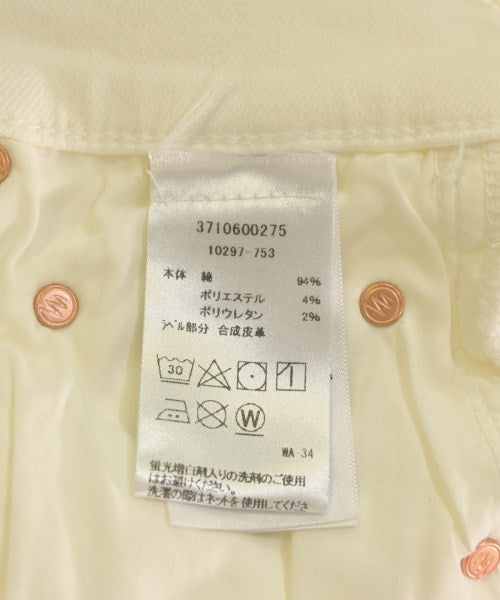 3710600275
10297-753
本体 綿 94%
ポリエステル 4%
ポリウレタン 2%
ラベル部分 合成皮革
30
W
WA-34
蛍光増白剤入りの洗剤のご使用
はお避けください。
洗濯の際はネットを使用してください。